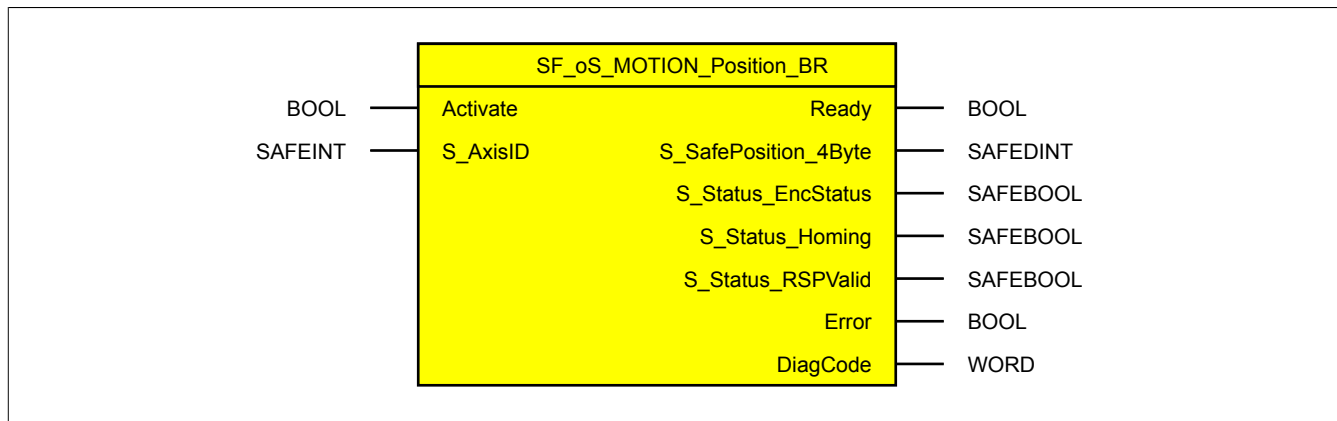 SF_oS_MOTION_Position_BR
BOOL Activate Ready BOOL
SAFEINT S_AxisID S_SafePosition_4Byte SAFEDINT
S_Status_EncStatus SAFEBOOL
S_Status_Homing SAFEBOOL
S_Status_RSPValid SAFEBOOL
Error BOOL
DiagCode WORD